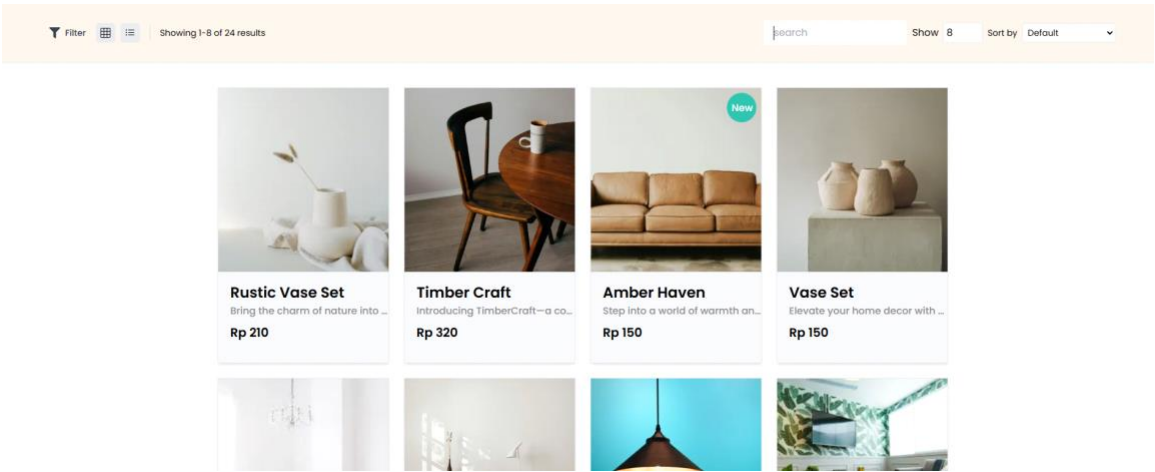 Filter
Showing 1-8 of 24 results
search
Show 8
Sort by Default
New
Rustic Vase Set
Bring the charm of nature into ...
Rp 210
Timber Craft
Introducing TimberCraft—a co...
Rp 320
Amber Haven
Step into a world of warmth an...
Rp 150
Vase Set
Elevate your home decor with ...
Rp 150